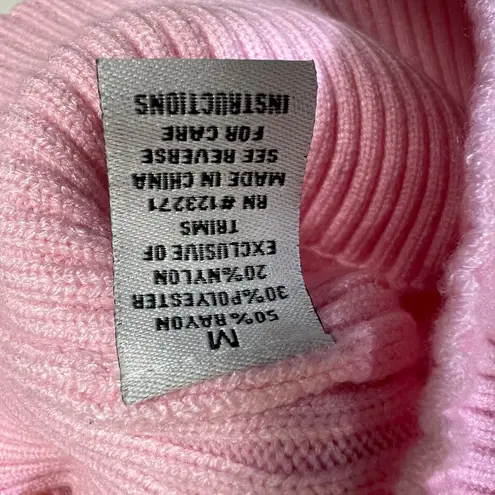 M
50%RAYON
30%POLYESTER
20%NYLON
EXCLUSIVE OF
TRIMS
RN #123271
MADE IN CHINA
SEE REVERSE
FOR CARE
INSTRUCTIONS